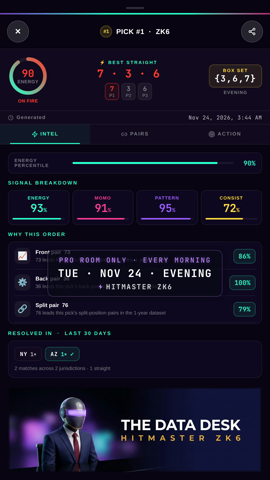 #1 PICK #1 · ZK6
90
ENERGY
ON FIRE
⚡ BEST STRAIGHT
7 · 3 · 6
7 P1
3 P2
6 P3
BOX SET
{3,6,7}
EVENING
Generated
Nov 24, 2026, 3:44 AM
INTEL
PAIRS
ACTION
ENERGY PERCENTILE
90%
SIGNAL BREAKDOWN
ENERGY
93%
MOMO
91%
PATTERN
95%
CONSIST
72%
WHY THIS ORDER
Front pair
86%
PRO ROOM ONLY · EVERY MORNING
TUE · NOV 24 · EVENING
HITMASTER ZK6
Back
100%
Split pair 76
76 leads this pick's split-pair position in the 1-year dataset
79%
RESOLVED IN · LAST 30 DAYS
NY 1×
AZ 1× ✓
2 matches across 2 jurisdictions · 1 straight
THE DATA DESK
HITMASTER ZK6